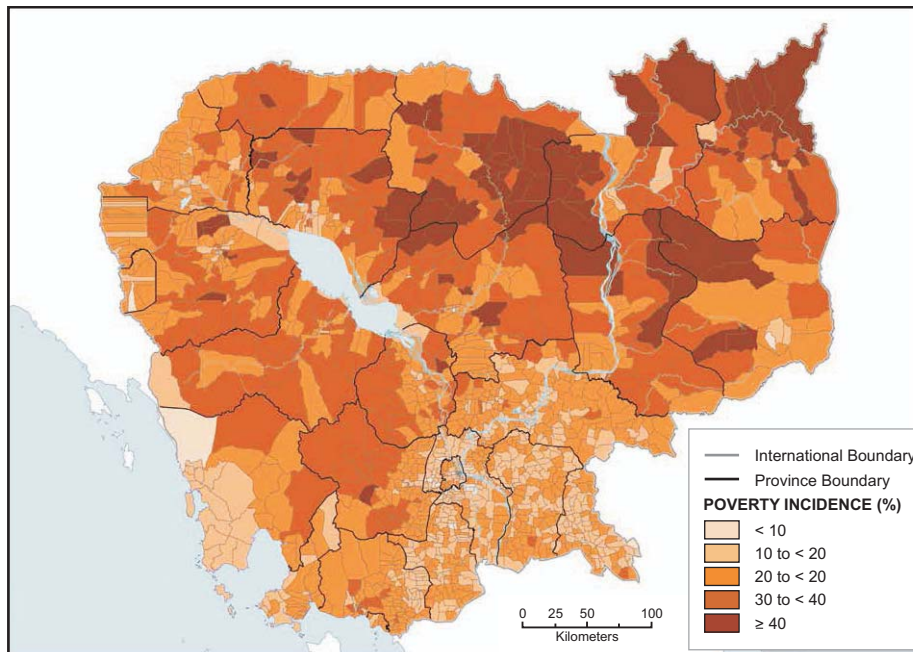 International Boundary
Province Boundary
POVERTY INCIDENCE (%)
< 10
10 to < 20
20 to < 20
30 to < 40
≥ 40
0 25 50 75 100
Kilometers